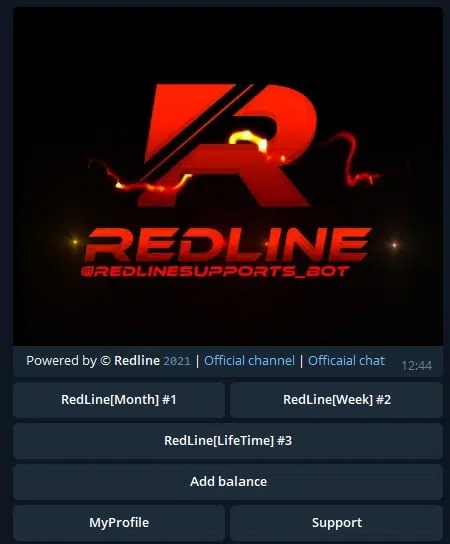 REDLINE
@REDLINESUPPORTS_BOT
Powered by © Redline 2021 | Official channel | Officaial chat
12:44
RedLine[Month] #1
RedLine[Week] #2
RedLine[LifeTime] #3
Add balance
MyProfile
Support